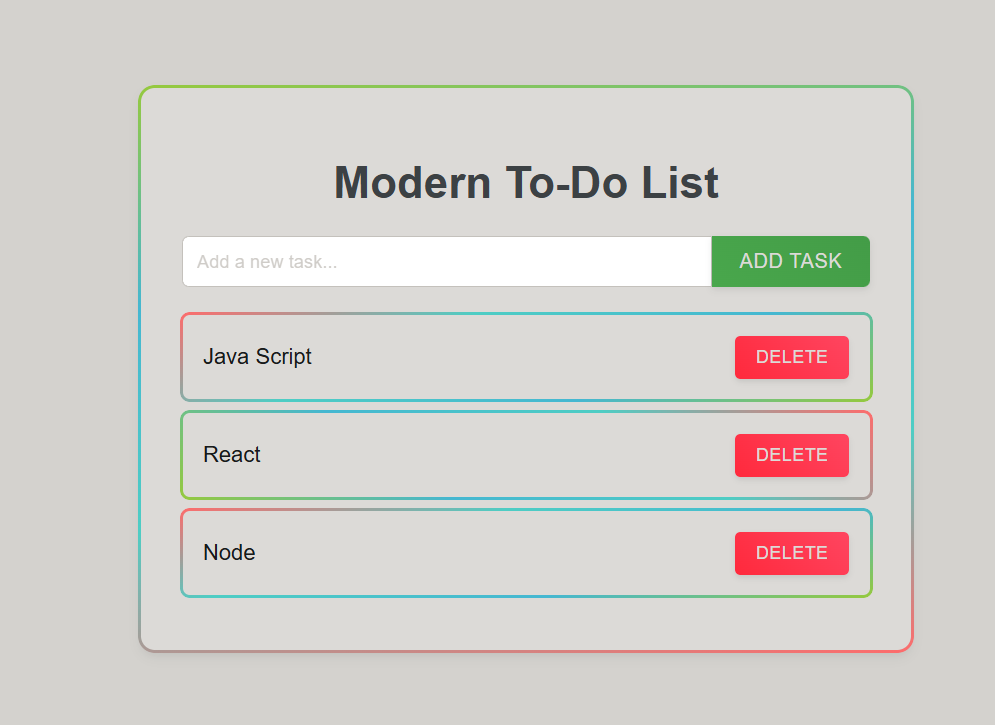 Modern To-Do List
Add a new task...
ADD TASK
Java Script
DELETE
React
DELETE
Node
DELETE